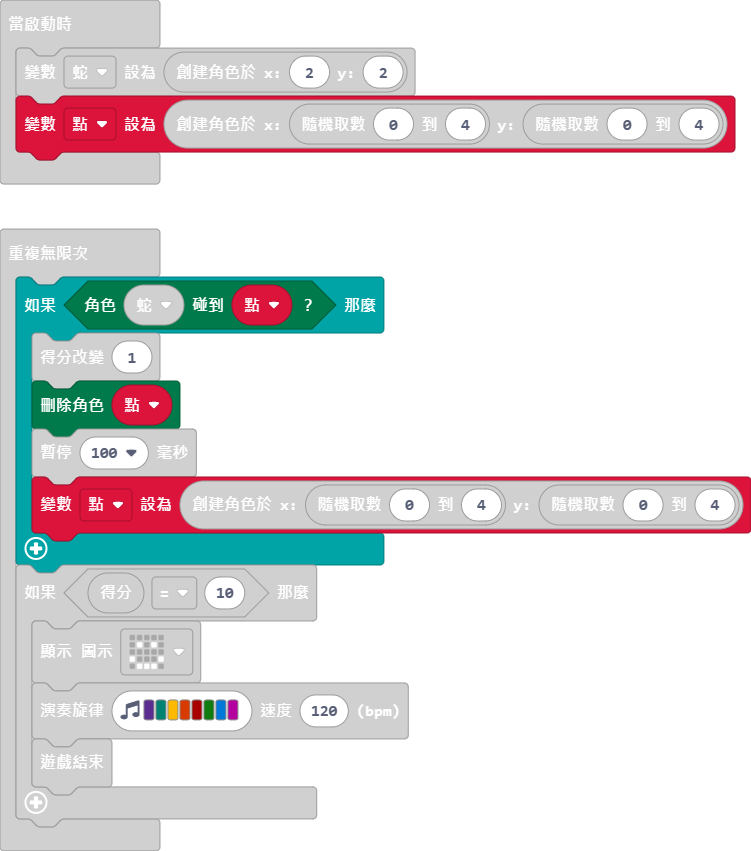 當啟動時
變數 蛇 設為 創建角色於 x: 2 y: 2
變數 點 設為 創建角色於 x: 隨機取數 0 到 4 y: 隨機取數 0 到 4
重複無限次
如果 角色 蛇 碰到 點 ? 那麼
得分改變 1
刪除角色 點
暫停 100 毫秒
變數 點 設為 創建角色於 x: 隨機取數 0 到 4 y: 隨機取數 0 到 4
如果 得分 = 10 那麼
顯示 圖示
演奏旋律 速度 120 (bpm)
遊戲結束